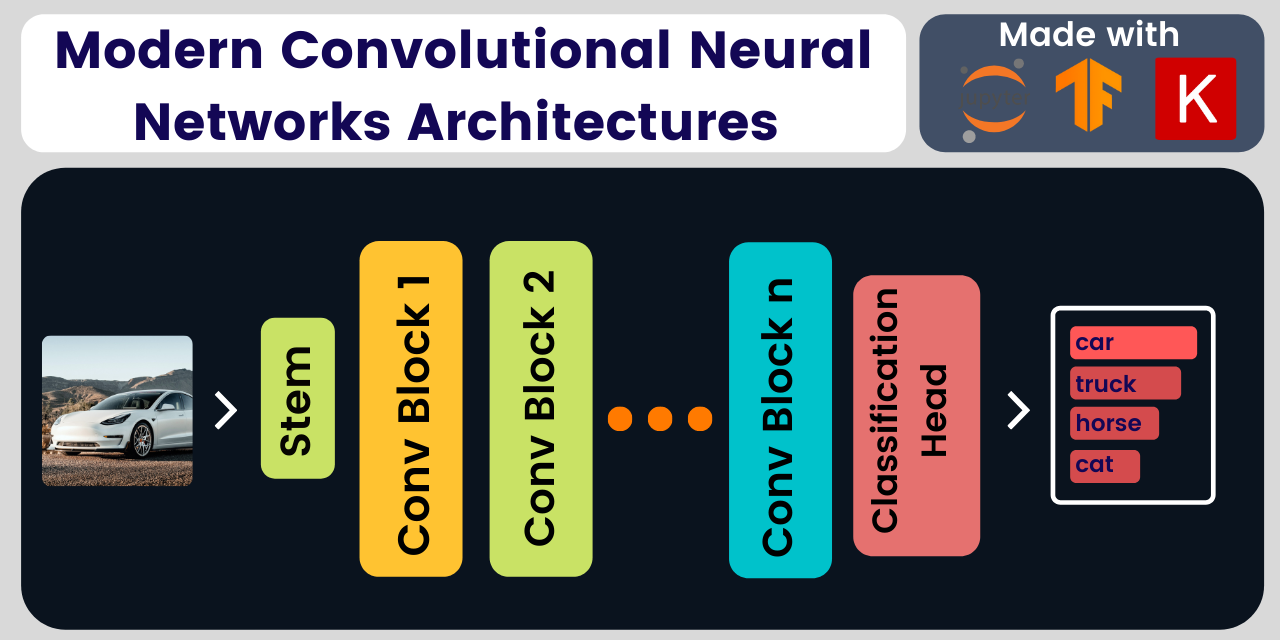 Modern Convolutional Neural
Networks Architectures
Made with
K
Stem
Conv Block 1
Conv Block 2
Conv Block n
Classification
Head
car
truck
horse
cat